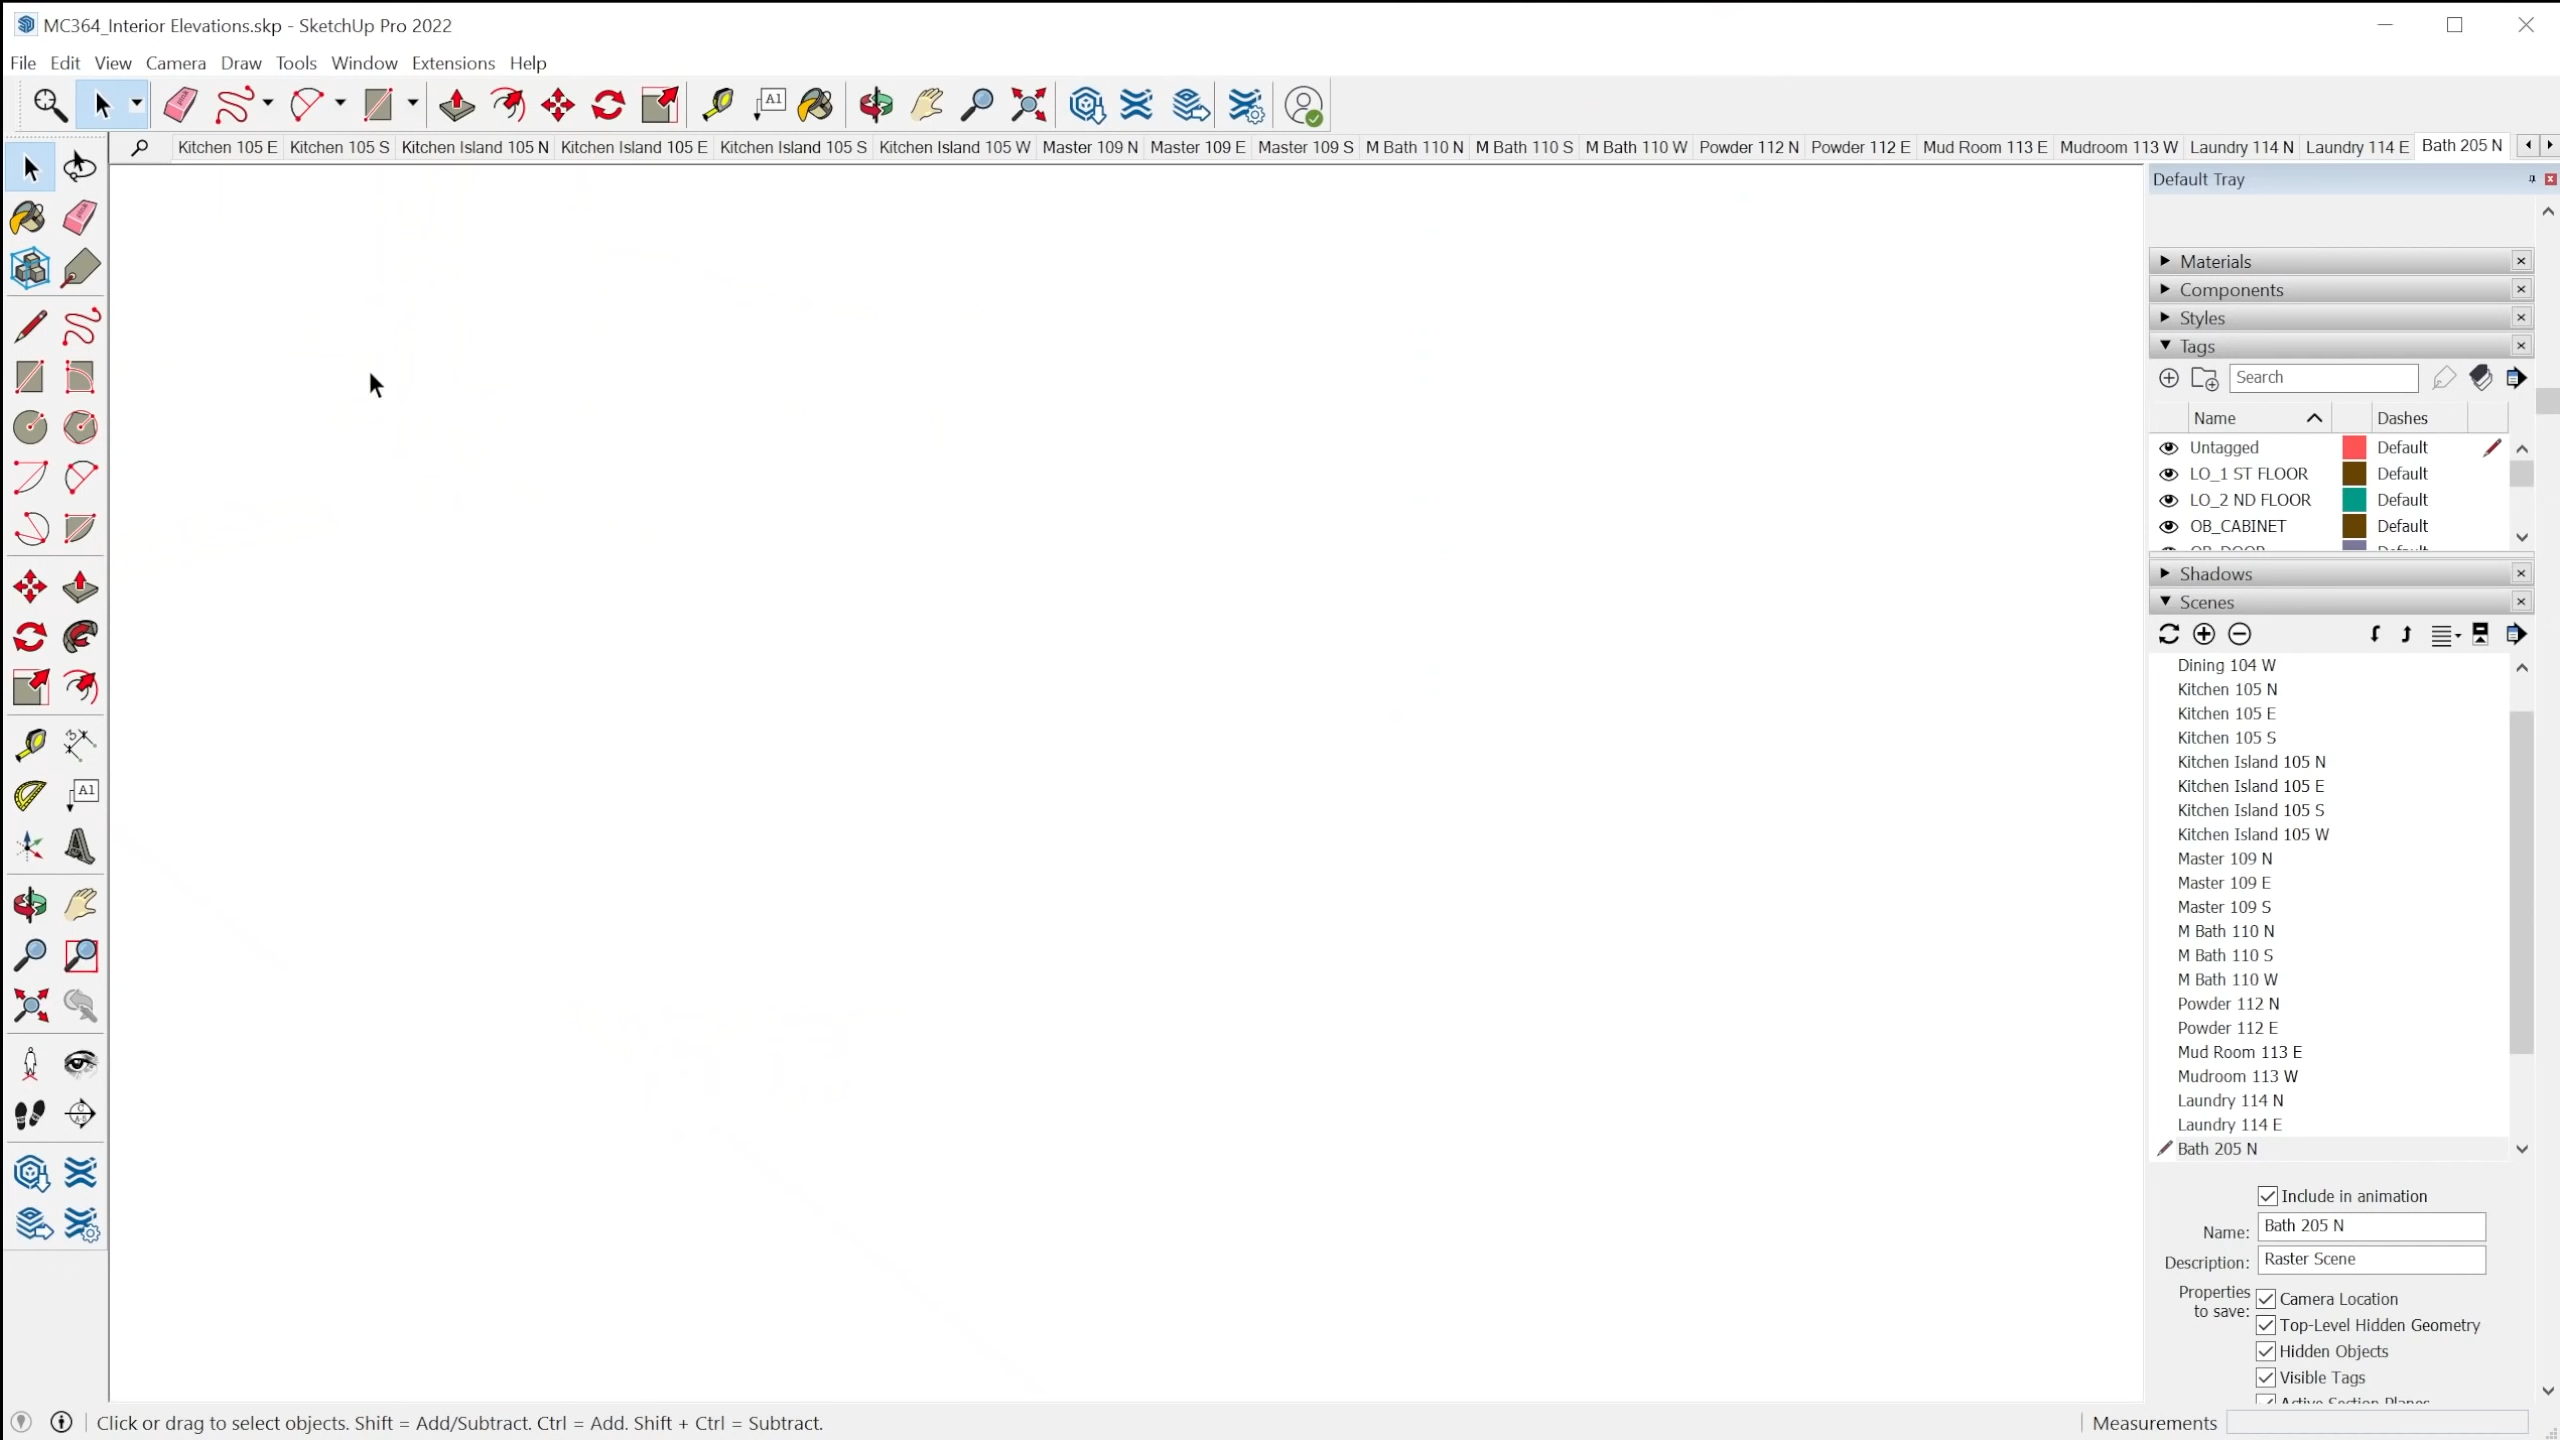 MC364_Interior Elevations.skp - SketchUp Pro 2022
File Edit View Camera Draw Tools Window Extensions Help
A1
Kitchen 105 E Kitchen 105 S Kitchen Island 105 N Kitchen Island 105 E Kitchen Island 105 S Kitchen Island 105 W Master 109 N Master 109 E Master 109 S M Bath 110 N M Bath 110 S M Bath 110 W Powder 112 N Powder 112 E Mud Room 113 E Mudroom 113 W Laundry 114 N Laundry 114 E Bath 205 N
Default Tray
Materials
Components
Styles
Tags
Search
Name Dashes
Untagged Default
LO_1 ST FLOOR Default
LO_2 ND FLOOR Default
OB_CABINET Default
OB_DOOR Default
Shadows
Scenes
Dining 104 W
Kitchen 105 N
Kitchen 105 E
Kitchen 105 S
Kitchen Island 105 N
Kitchen Island 105 E
Kitchen Island 105 S
Kitchen Island 105 W
Master 109 N
Master 109 E
Master 109 S
M Bath 110 N
M Bath 110 S
M Bath 110 W
Powder 112 N
Powder 112 E
Mud Room 113 E
Mudroom 113 W
Laundry 114 N
Laundry 114 E
Bath 205 N
Include in animation
Name: Bath 205 N
Description: Raster Scene
Properties to save:
Camera Location
Top-Level Hidden Geometry
Hidden Objects
Visible Tags
Active Section Planes
A1
Click or drag to select objects. Shift = Add/Subtract. Ctrl = Add. Shift + Ctrl = Subtract.
Measurements